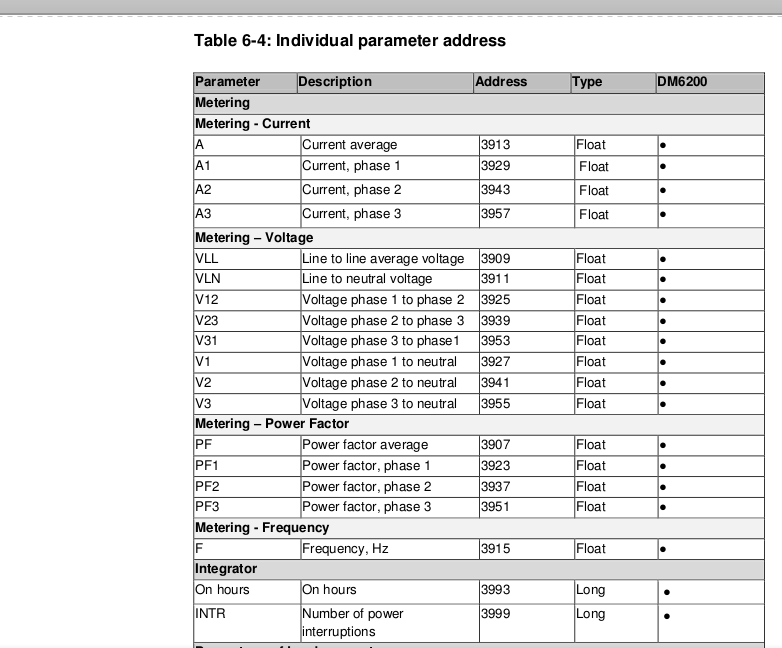 Table 6-4: Individual parameter address
Parameter Description Address Type DM6200
Metering
Metering - Current
A Current average 3913 Float ●
A1 Current, phase 1 3929 Float ●
A2 Current, phase 2 3943 Float ●
A3 Current, phase 3 3957 Float ●
Metering – Voltage
VLL Line to line average voltage 3909 Float ●
VLN Line to neutral voltage 3911 Float ●
V12 Voltage phase 1 to phase 2 3925 Float ●
V23 Voltage phase 2 to phase 3 3939 Float ●
V31 Voltage phase 3 to phase1 3953 Float ●
V1 Voltage phase 1 to neutral 3927 Float ●
V2 Voltage phase 2 to neutral 3941 Float ●
V3 Voltage phase 3 to neutral 3955 Float ●
Metering – Power Factor
PF Power factor average 3907 Float ●
PF1 Power factor, phase 1 3923 Float ●
PF2 Power factor, phase 2 3937 Float ●
PF3 Power factor, phase 3 3951 Float ●
Metering - Frequency
F Frequency, Hz 3915 Float ●
Integrator
On hours On hours 3993 Long ●
INTR Number of power 3999 Long ●
interruptions